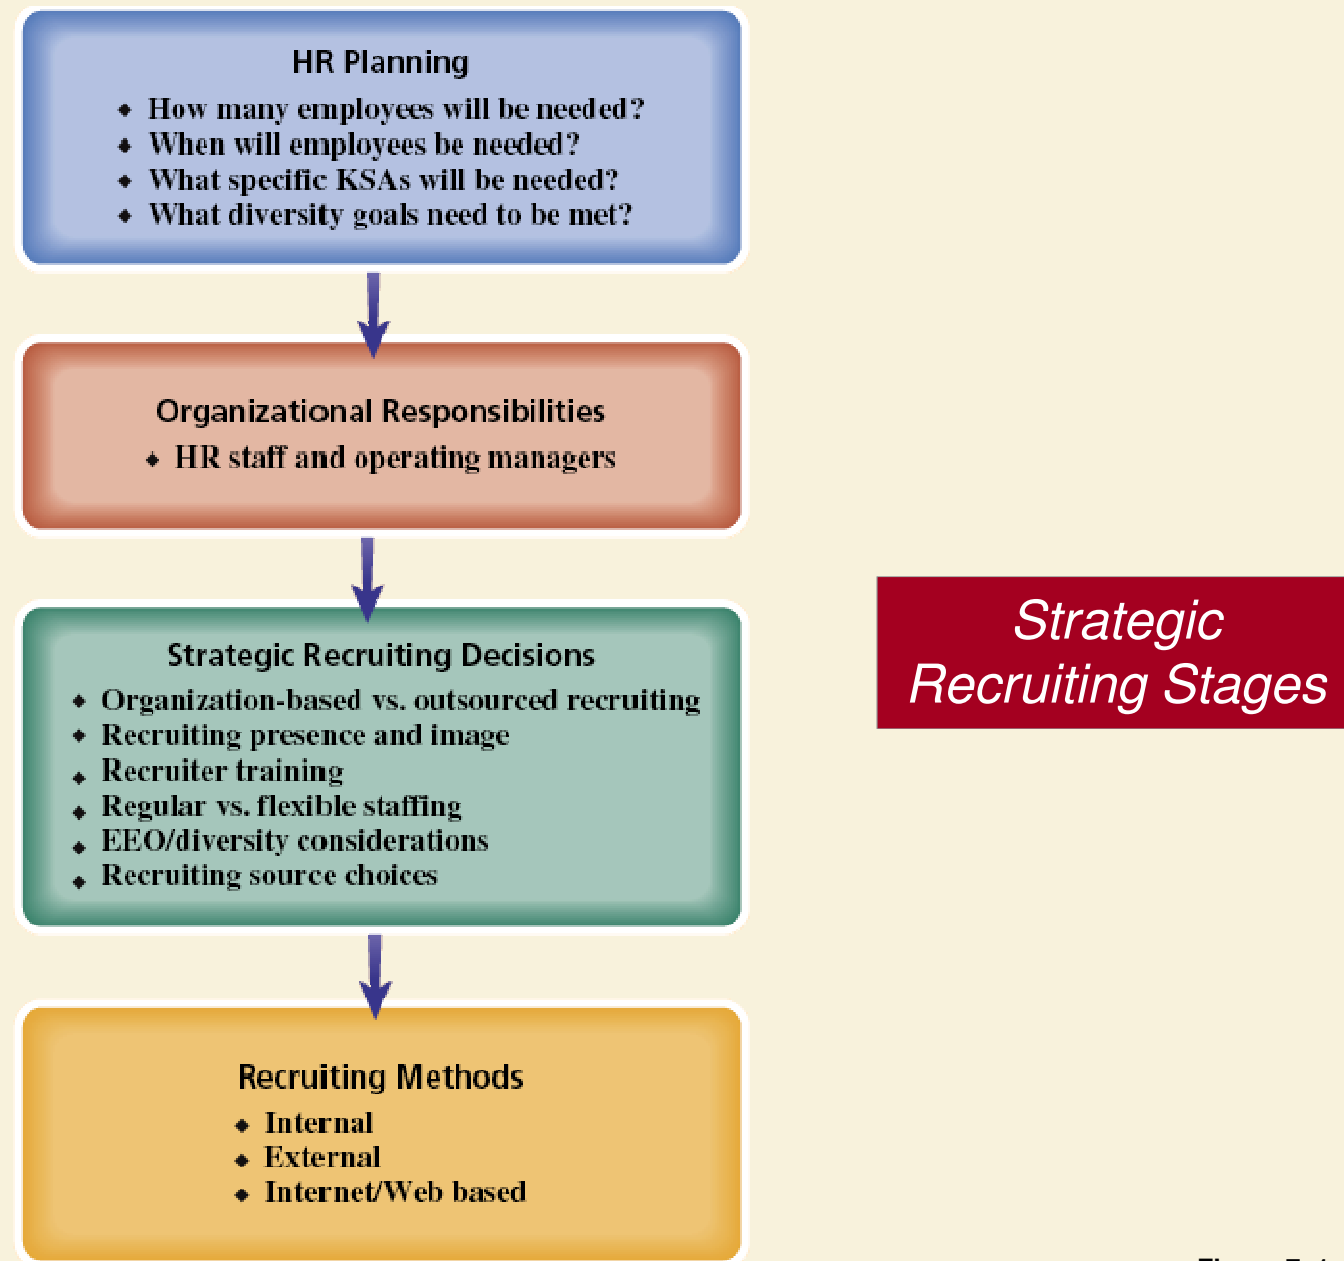 HR Planning
How many employees will be needed?
When will employees be needed?
What specific KSAs will be needed?
What diversity goals need to be met?
Organizational Responsibilities
HR staff and operating managers
Strategic Recruiting Decisions
Organization-based vs. outsourced recruiting
Recruiting presence and image
Recruiter training
Regular vs. flexible staffing
EEO/diversity considerations
Recruiting source choices
Recruiting Methods
Internal
External
Internet/Web based
Strategic
Recruiting Stages